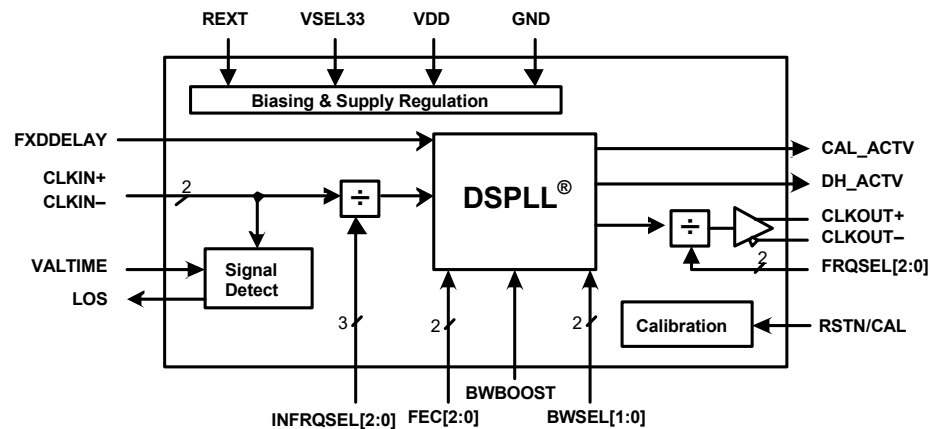 REXT VSEL33 VDD GND
Biasing & Supply Regulation
FXDDELAY
CLKIN+
CLKIN–
2
÷
DSPLL®
CAL_ACTV
DH_ACTV
÷
CLKOUT+
CLKOUT–
2
FRQSEL[2:0]
VALTIME
LOS
Signal
Detect
3
2
2
Calibration
RSTN/CAL
BWBOOST
INFRQSEL[2:0] FEC[2:0] BWSEL[1:0]